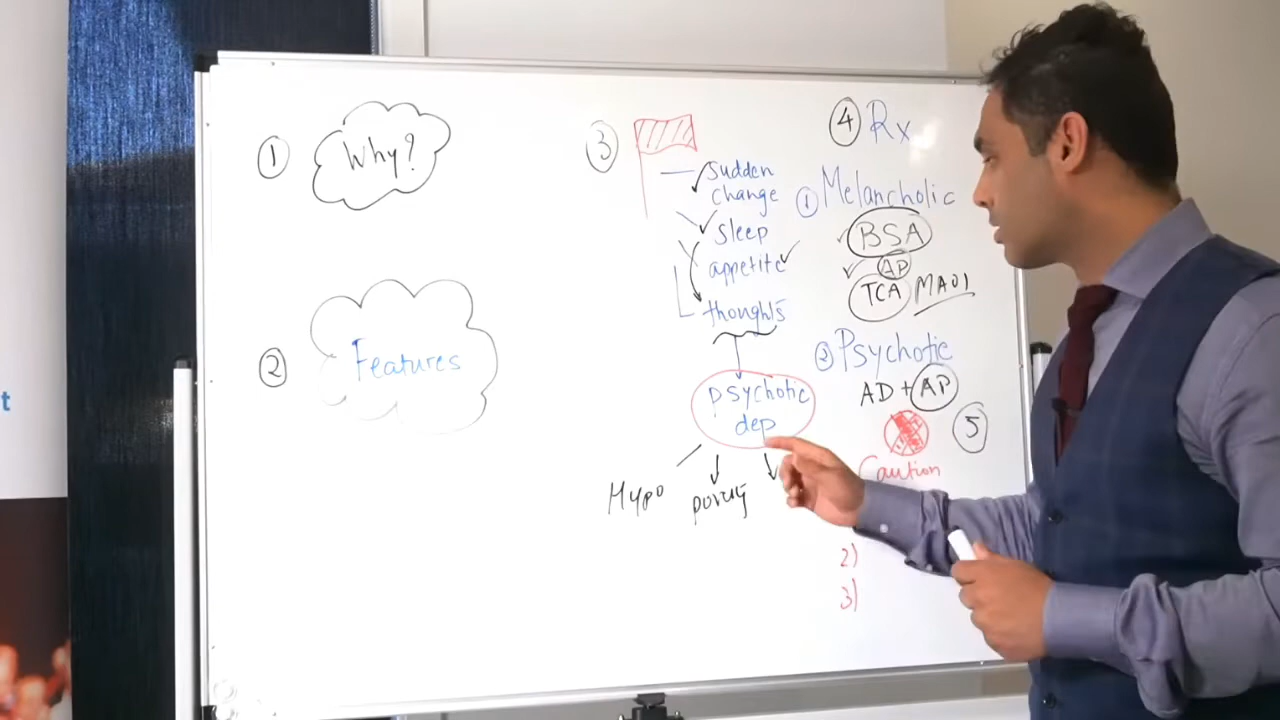 ① Why?
② Features
③
sudden
change
sleep
appetite
thoughts
psychotic
dep
Hypo
poverty
④ Rx
① Melancholic
BSA
AP
TCA MAOI
② Psychotic
AD + AP
⑤
Caution
2)
3)
t